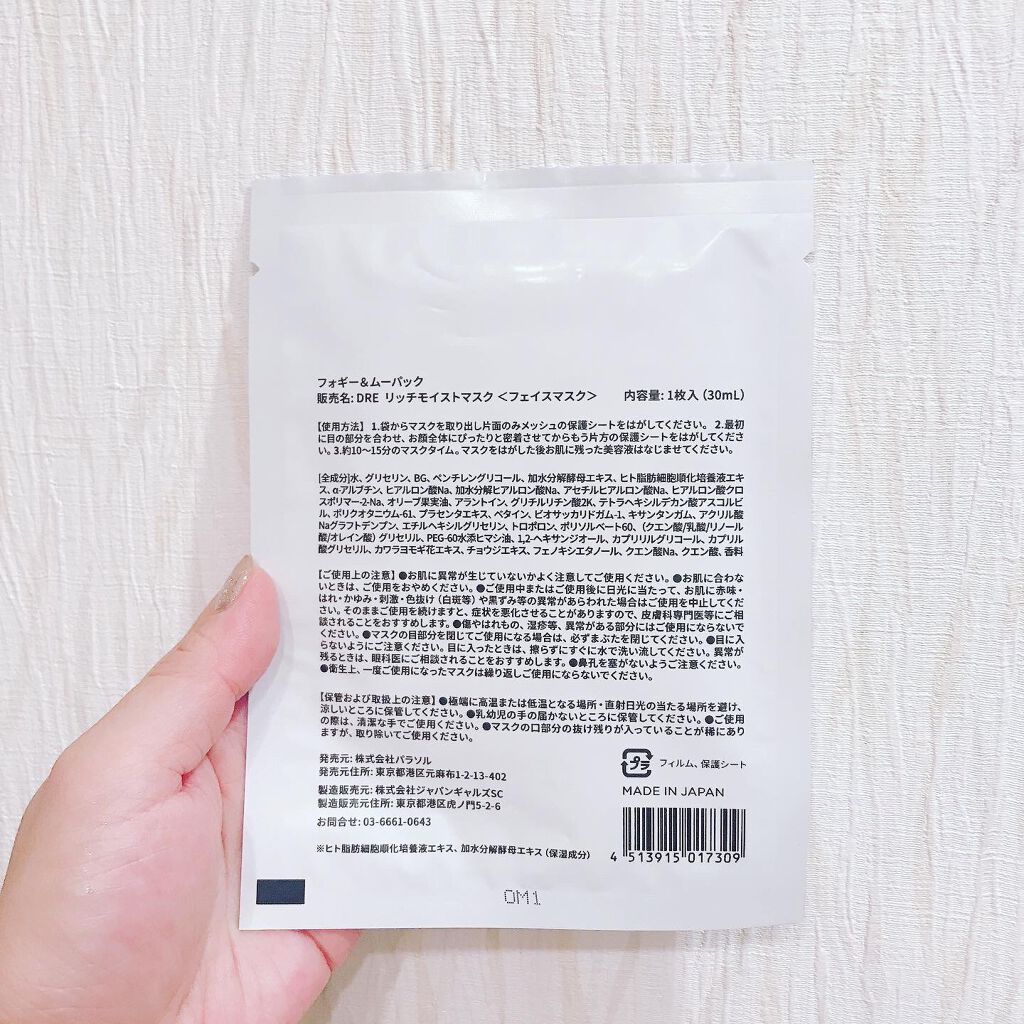 フォギー＆ムーパック
販売名: DRE リッチモイストマスク ＜フェイスマスク＞ 内容量: 1枚入（30mL）
【使用方法】 1.袋からマスクを取り出し片面のみメッシュの保護シートをはがしてください。 2.最初
に目の部分を合わせ、お顔全体にぴったりと密着させてからもう片方の保護シートをはがしてくださ
い。3.約10～15分のマスクタイム。マスクをはがした後お肌に残った美容液はなじませてください。
[全成分]水、グリセリン、BG、ペンチレングリコール、加水分解酵母エキス、ヒト脂肪細胞順化培養液エキ
ス、α-アルブチン、ヒアルロン酸Na、加水分解ヒアルロン酸Na、アセチルヒアルロン酸Na、ヒアルロン酸クロ
スポリマー-2-Na、オリーブ果実油、アラントイン、グリチルリチン酸2K、テトラヘキシルデカン酸アスコルビ
ル、ポリクオタニウム-61、プラセンタエキス、ベタイン、ビオサッカリドガム-1、キサンタンガム、アクリル酸
Naグラフトデンプン、エチルヘキシルグリセリン、トロポロン、ポリソルベート60、（クエン酸/乳酸/リノール
酸/オレイン酸）グリセリル、PEG-60水添ヒマシ油、1,2-ヘキサンジオール、カプリリルグリコール、カプリル
酸グリセリル、カワラヨモギ花エキス、チョウジエキス、フェノキシエタノール、クエン酸Na、クエン酸、香料
【ご使用上の注意】●お肌に異常が生じていないかよく注意してご使用ください。●お肌に合わな
いときは、ご使用をおやめください。●ご使用中またはご使用後に日光に当たって、お肌に赤味・
はれ・かゆみ・刺激・色抜け（白斑等）や黒ずみ等の異常があらわれた場合はご使用を中止してくだ
さい。そのままご使用を続けますと、症状を悪化させることがありますので、皮膚科専門医等にご相
談されることをおすすめします。●傷やはれもの、湿疹等、異常がある部分にはご使用にならないで
ください。●マスクの目部分を閉じてご使用になる場合は、必ずまぶたを閉じてください。●目に入
らないようにご注意ください。目に入ったときは、擦らずにすぐに水で洗い流してください。異常が
残るときは、眼科医にご相談されることをおすすめします。●鼻孔を塞がないようご注意ください。
●衛生上、一度ご使用になったマスクは繰り返しご使用にならないでください。
【保管および取扱上の注意】●極端に高温または低温となる場所・直射日光の当たる場所を避け、
涼しいところに保管してください。●乳幼児の手の届かないところに保管してください。●ご使用
の際は、清潔な手でご使用ください。●マスクの口部分の抜け残りが入っていることが稀にあり
ますが、取り除いてご使用ください。
発売元: 株式会社パラソル
発売元住所: 東京都港区元麻布1-2-13-402
製造販売元: 株式会社ジャパンギャルズSC
製造販売元住所: 東京都港区虎ノ門5-2-6
お問合せ: 03-6661-0643
プラ フィルム、保護シート
MADE IN JAPAN
4 513915 017309
※ヒト脂肪細胞順化培養液エキス、加水分解酵母エキス（保湿成分）
OM1